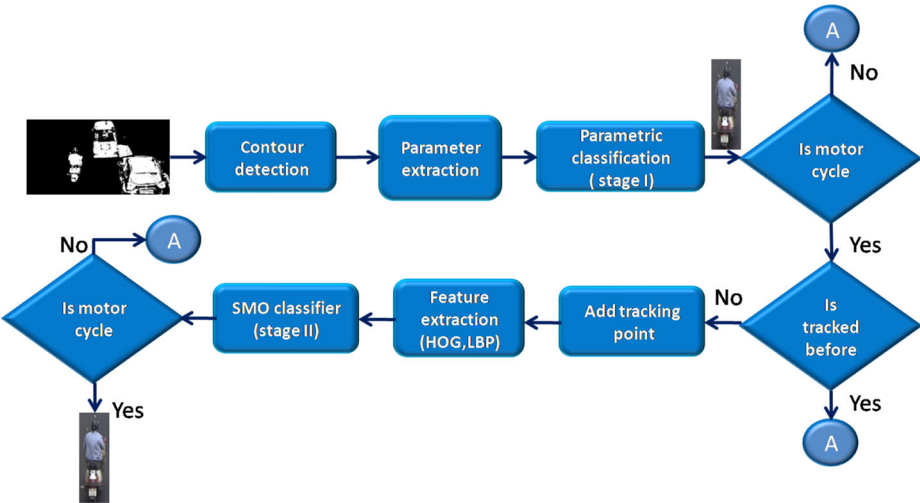 A
No
Contour
detection
Parameter
extraction
Parametric
classification
( stage I)
Is motor
cycle
Yes
No
A
Is motor
cycle
SMO classifier
(stage II)
Feature
extraction
(HOG,LBP)
Add tracking
point
No
Is
tracked
before
Yes
Yes
A